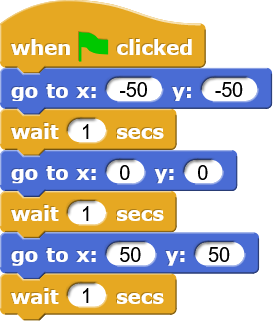 when clicked
go to x: -50 y: -50
wait 1 secs
go to x: 0 y: 0
wait 1 secs
go to x: 50 y: 50
wait 1 secs